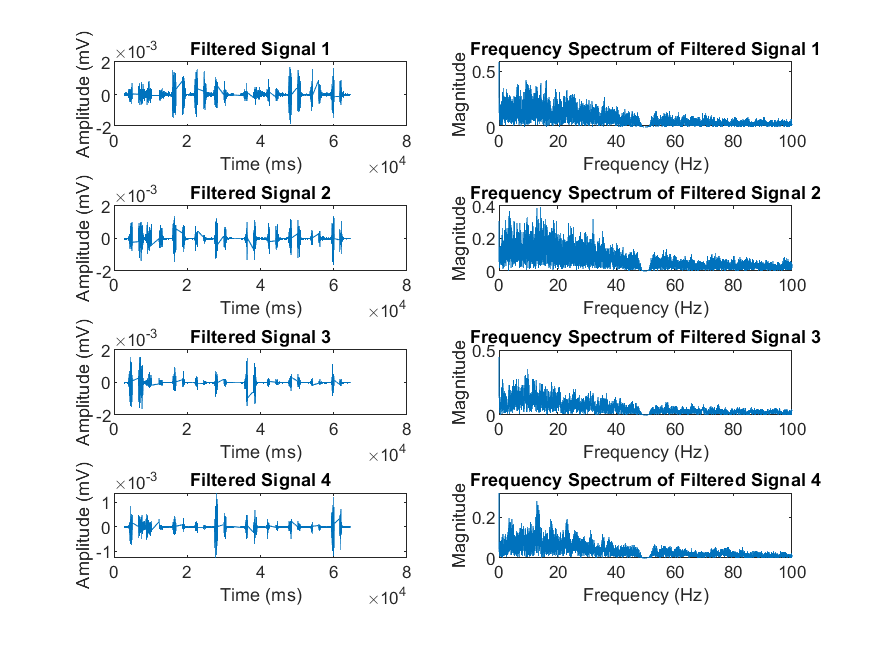 Filtered Signal 1
×10-3
Amplitude (mV)
2
0
-2
0 2 4 6 8
Time (ms)
×104
Frequency Spectrum of Filtered Signal 1
Magnitude
0.5
0
0 20 40 60 80 100
Frequency (Hz)
Filtered Signal 2
×10-3
Amplitude (mV)
2
0
-2
0 2 4 6 8
Time (ms)
×104
Frequency Spectrum of Filtered Signal 2
Magnitude
0.4
0.2
0
0 20 40 60 80 100
Frequency (Hz)
Filtered Signal 3
×10-3
Amplitude (mV)
2
0
-2
0 2 4 6 8
Time (ms)
×104
Frequency Spectrum of Filtered Signal 3
Magnitude
0.5
0
0 20 40 60 80 100
Frequency (Hz)
Filtered Signal 4
×10-3
Amplitude (mV)
1
0
-1
0 2 4 6 8
Time (ms)
×104
Frequency Spectrum of Filtered Signal 4
Magnitude
0.2
0
0 20 40 60 80 100
Frequency (Hz)